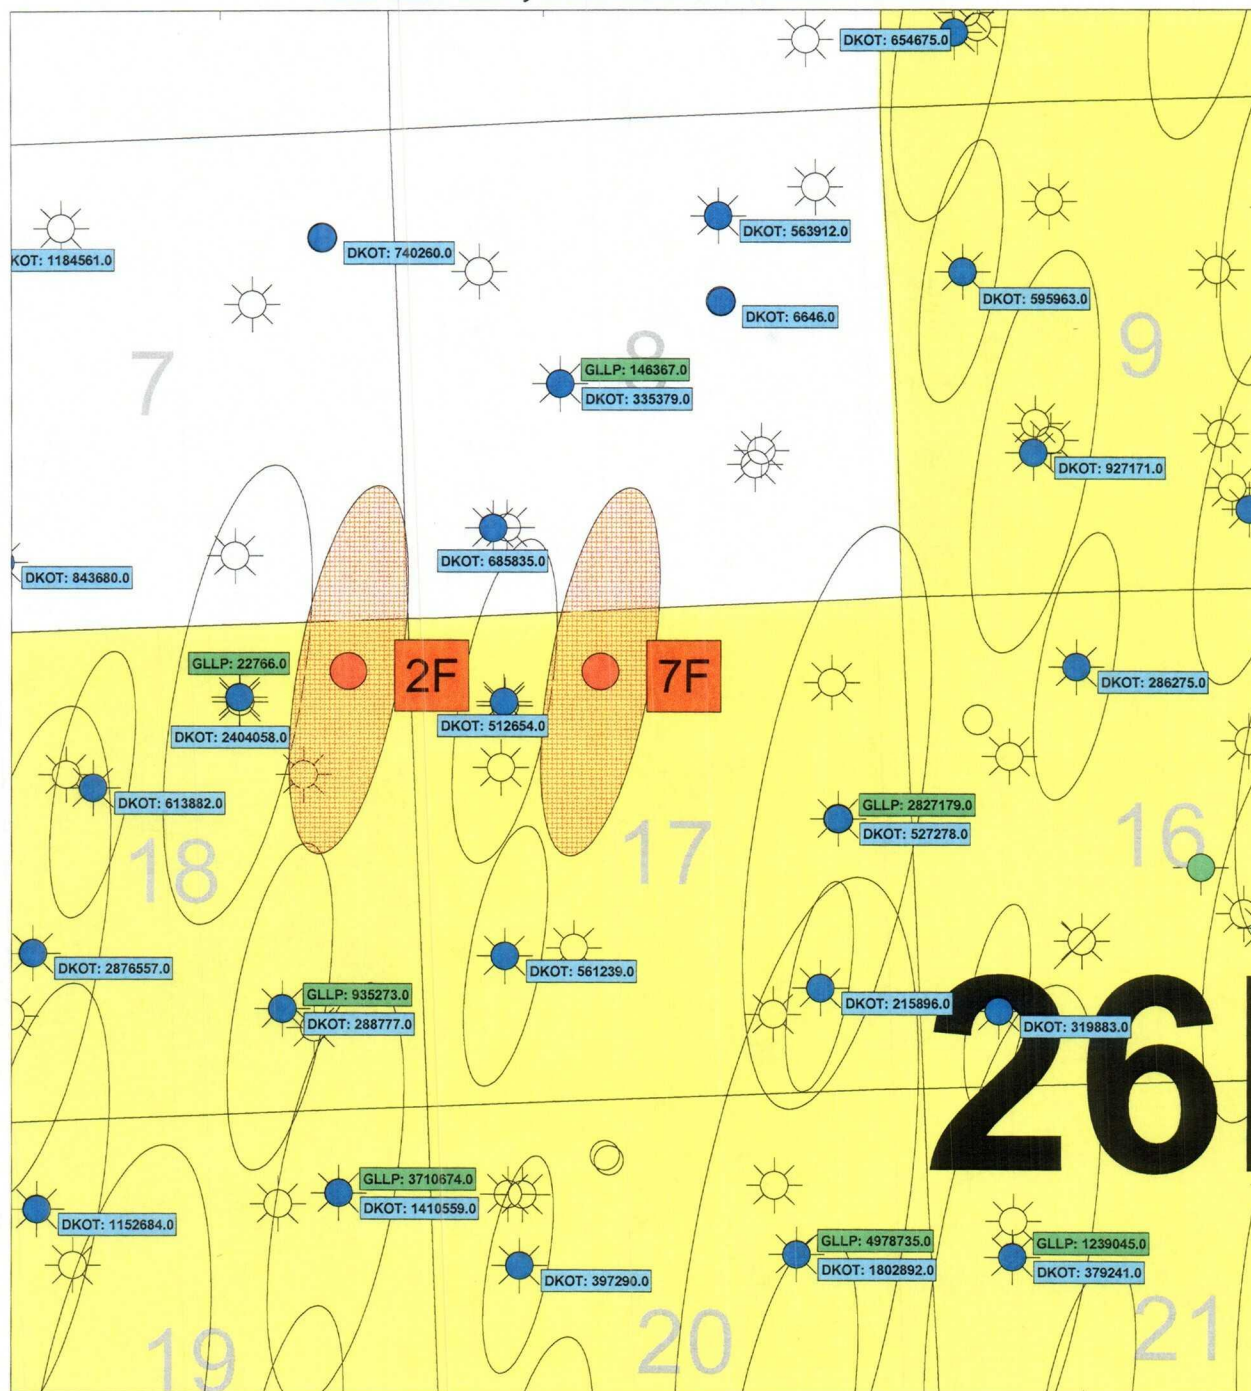 DKOT: 654675.0
DKOT: 563912.0
KOT: 1184561.0
DKOT: 740260.0
DKOT: 595963.0
DKOT: 6646.0
7
8
9
GLLP: 146367.0
DKOT: 335379.0
DKOT: 927171.0
DKOT: 685835.0
DKOT: 843680.0
GLLP: 22766.0
2F
7F
DKOT: 286275.0
DKOT: 2404058.0
DKOT: 512654.0
DKOT: 613882.0
GLLP: 2827179.0
DKOT: 527278.0
18
17
16
DKOT: 2876557.0
DKOT: 561239.0
GLLP: 935273.0
DKOT: 288777.0
DKOT: 215896.0
DKOT: 319883.0
26
GLLP: 3710674.0
DKOT: 1410559.0
DKOT: 1152684.0
GLLP: 4978735.0
DKOT: 1802892.0
GLLP: 1239045.0
DKOT: 379241.0
DKOT: 397290.0
19
20
21